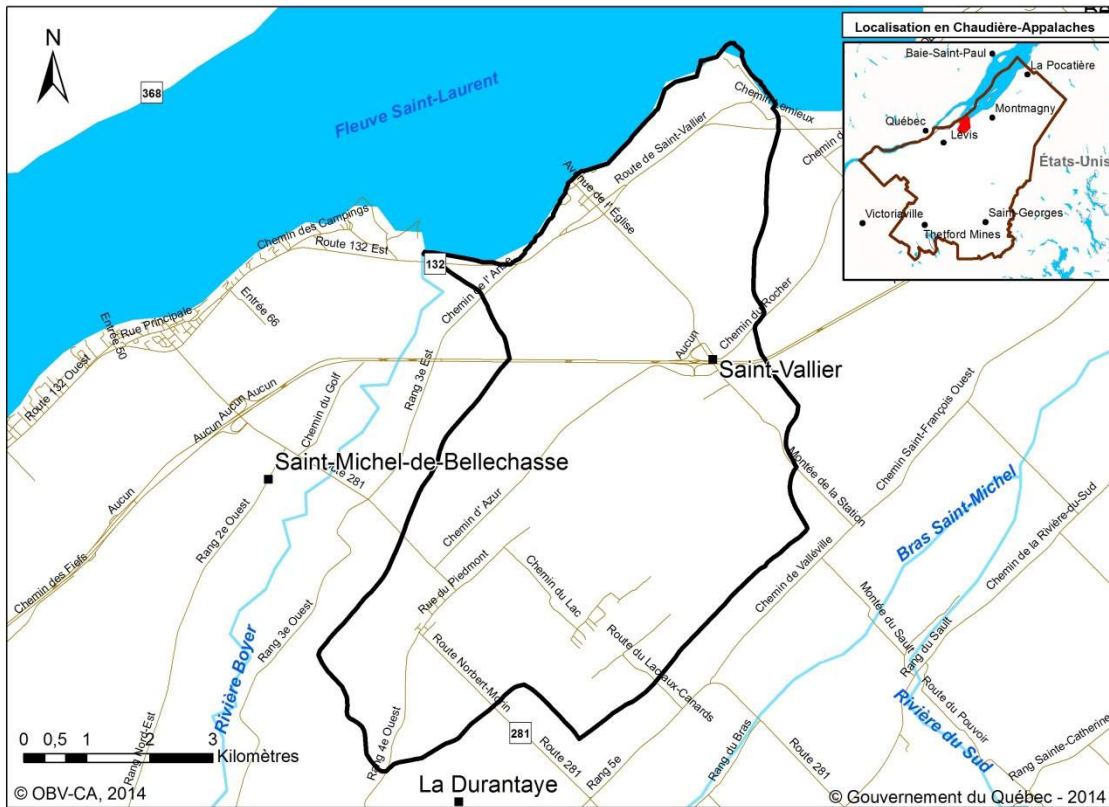 N
368
Fleuve Saint-Laurent
Localisation en Chaudière-Appalaches
Baie-Saint-Paul
La Pocatière
Montmagny
Québec
Lévis
États-Unis
Victoriaville
Saint-Georges
Thetford Mines
Chemin Lemieux
Route de Saint-Vallier
Avenue de l'Église
Chemin des Campings
Route 132 Est
132
Chemin de l'Anse
Entrée 66
Rue Principale
Entrée 50
Route 132 Ouest
Aucun
Chemin du Rocher
Saint-Vallier
Rang 3e Est
Aucun
Aucun
Aucun
Chemin du Golf
Saint-Michel-de-Bellechasse
Route 281
Aucun
Rang 2e Ouest
Chemin des Fiefs
Chemin d'Azur
Montée de la Station
Chemin Saint-François Ouest
Bras Saint-Michel
Chemin de la Rivière-du-Sud
Chemin de Valléville
Rue du Piedmont
Chemin du Lac
Rang 3e Ouest
Rivière Boyer
Route Norbert-Morin
Route du Lac-aux-Canards
Montée du Sault
Rang du Sault
Route du Pouvoir
Rivière du Sud
Rang Sainte-Catherine
Rang Nord-Est
Rang 4e Ouest
281
Route 281
Rang 5e
Rang du Bras
Route 281
0 0,5 1 2 3
Kilomètres
La Durantaye
© OBV-CA, 2014
© Gouvernement du Québec - 2014